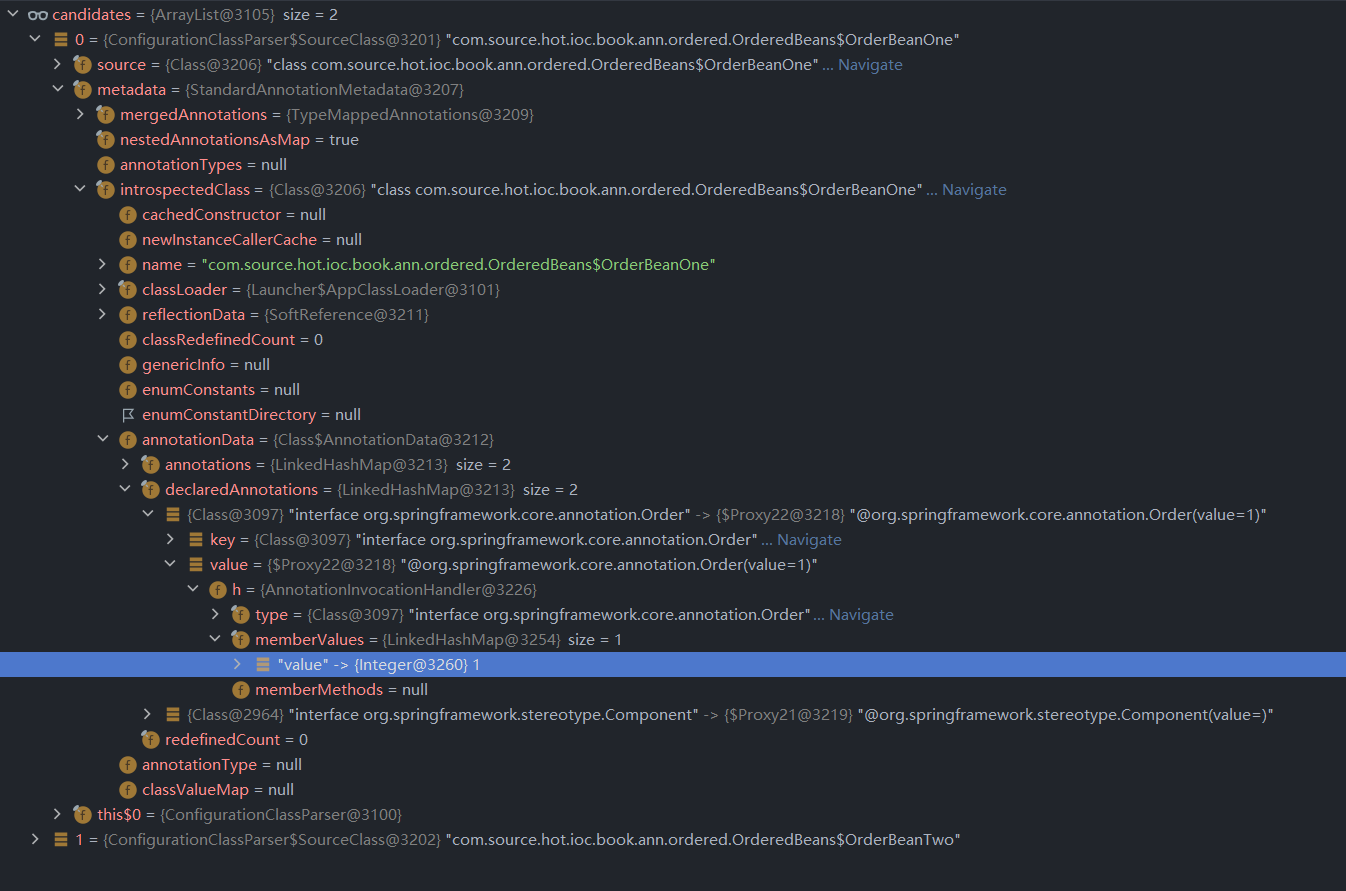 candidates = {ArrayList@3105} size = 2
0 = {ConfigurationClassParser$SourceClass@3201} "com.source.hot.ioc.book.ann.ordered.OrderedBeans$OrderBeanOne"
source = {Class@3206} "class com.source.hot.ioc.book.ann.ordered.OrderedBeans$OrderBeanOne" ... Navigate
metadata = {StandardAnnotationMetadata@3207}
mergedAnnotations = {TypeMappedAnnotations@3209}
nestedAnnotationsAsMap = true
annotationTypes = null
introspectedClass = {Class@3206} "class com.source.hot.ioc.book.ann.ordered.OrderedBeans$OrderBeanOne" ... Navigate
cachedConstructor = null
newInstanceCallerCache = null
name = "com.source.hot.ioc.book.ann.ordered.OrderedBeans$OrderBeanOne"
classLoader = {Launcher$AppClassLoader@3101}
reflectionData = {SoftReference@3211}
classRedefinedCount = 0
genericInfo = null
enumConstants = null
enumConstantDirectory = null
annotationData = {Class$AnnotationData@3212}
annotations = {LinkedHashMap@3213} size = 2
declaredAnnotations = {LinkedHashMap@3213} size = 2
{Class@3097} "interface org.springframework.core.annotation.Order" -> {$Proxy22@3218} "@org.springframework.core.annotation.Order(value=1)"
key = {Class@3097} "interface org.springframework.core.annotation.Order" ... Navigate
value = {$Proxy22@3218} "@org.springframework.core.annotation.Order(value=1)"
h = {AnnotationInvocationHandler@3226}
type = {Class@3097} "interface org.springframework.core.annotation.Order" ... Navigate
memberValues = {LinkedHashMap@3254} size = 1
"value" -> {Integer@3260} 1
memberMethods = null
{Class@2964} "interface org.springframework.stereotype.Component" -> {$Proxy21@3219} "@org.springframework.stereotype.Component(value=)"
redefinedCount = 0
annotationType = null
classValueMap = null
this$0 = {ConfigurationClassParser@3100}
1 = {ConfigurationClassParser$SourceClass@3202} "com.source.hot.ioc.book.ann.ordered.OrderedBeans$OrderBeanTwo"